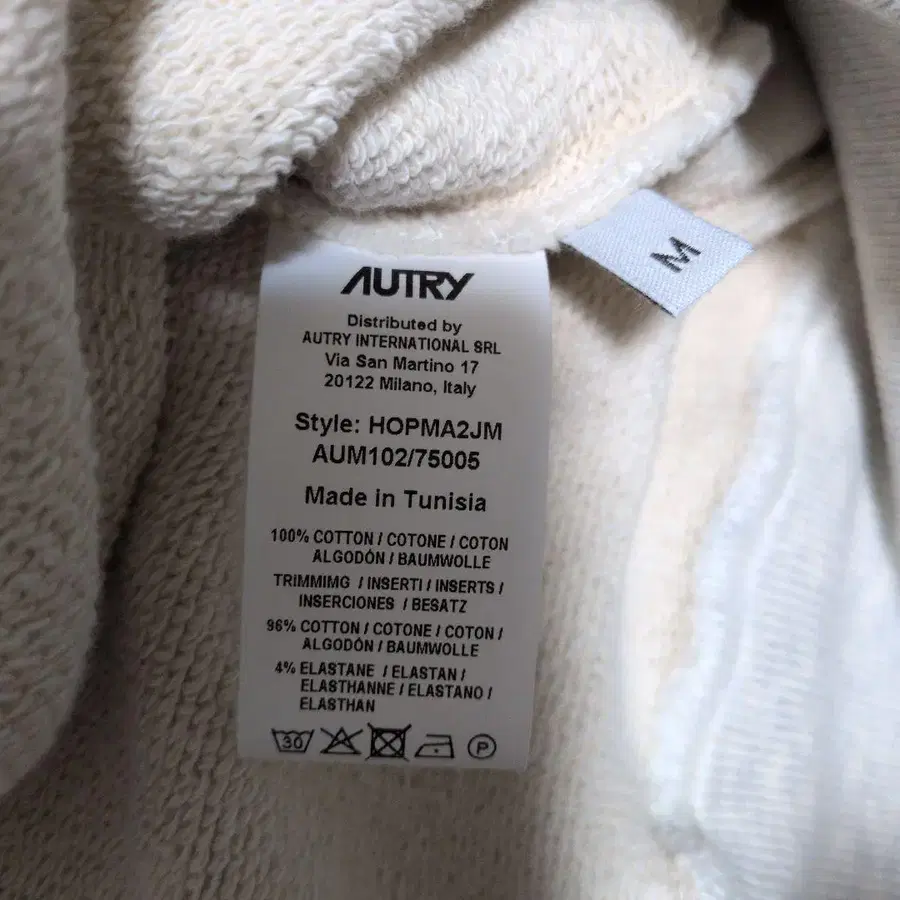 AUTRY
Distributed by
AUTRY INTERNATIONAL SRL
Via San Martino 17
20122 Milano, Italy
Style: HOPMA2JM
AUM102/75005
Made in Tunisia
100% COTTON / COTONE / COTON
ALGODÓN / BAUMWOLLE
TRIMMIMG / INSERTI / INSERTS /
INSERCIONES / BESATZ
96% COTTON / COTONE / COTON /
ALGODÓN / BAUMWOLLE
4% ELASTANE / ELASTAN /
ELASTHANNE / ELASTANO /
ELASTHAN
30 P
M